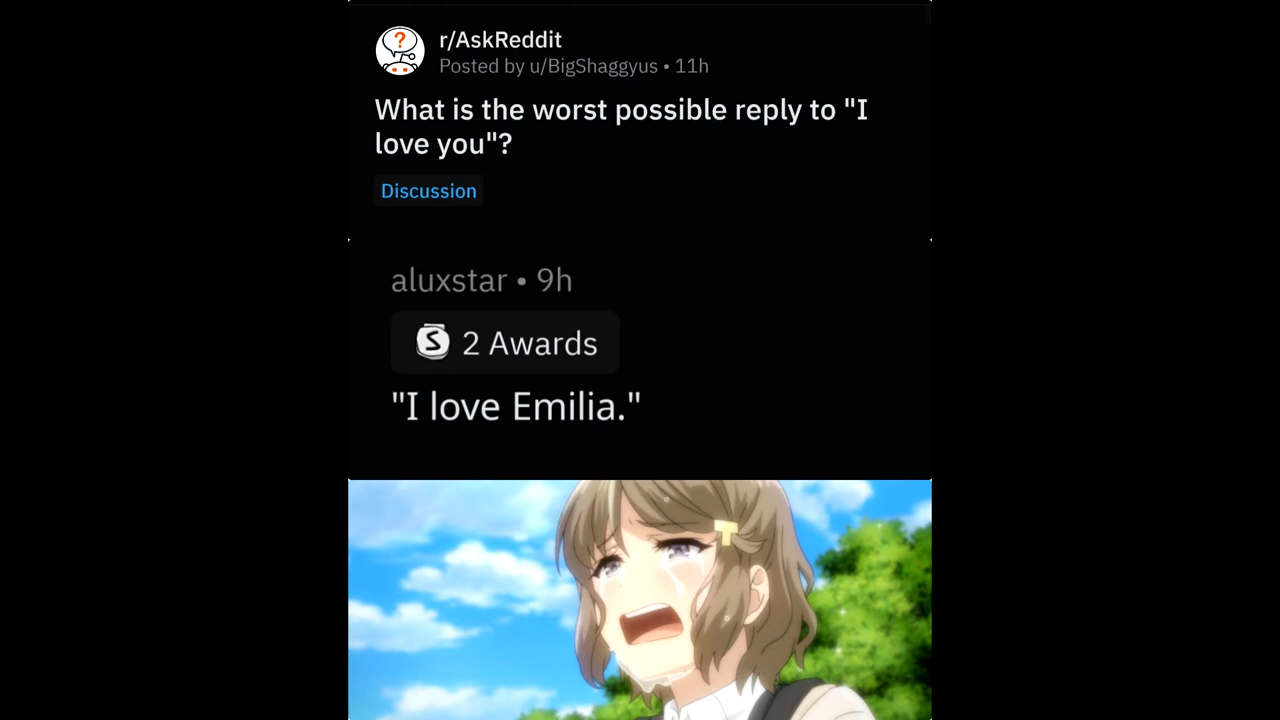 r/AskReddit
Posted by u/BigShaggyus • 11h
What is the worst possible reply to "I
love you"?
Discussion
aluxstar • 9h
S 2 Awards
"I love Emilia."